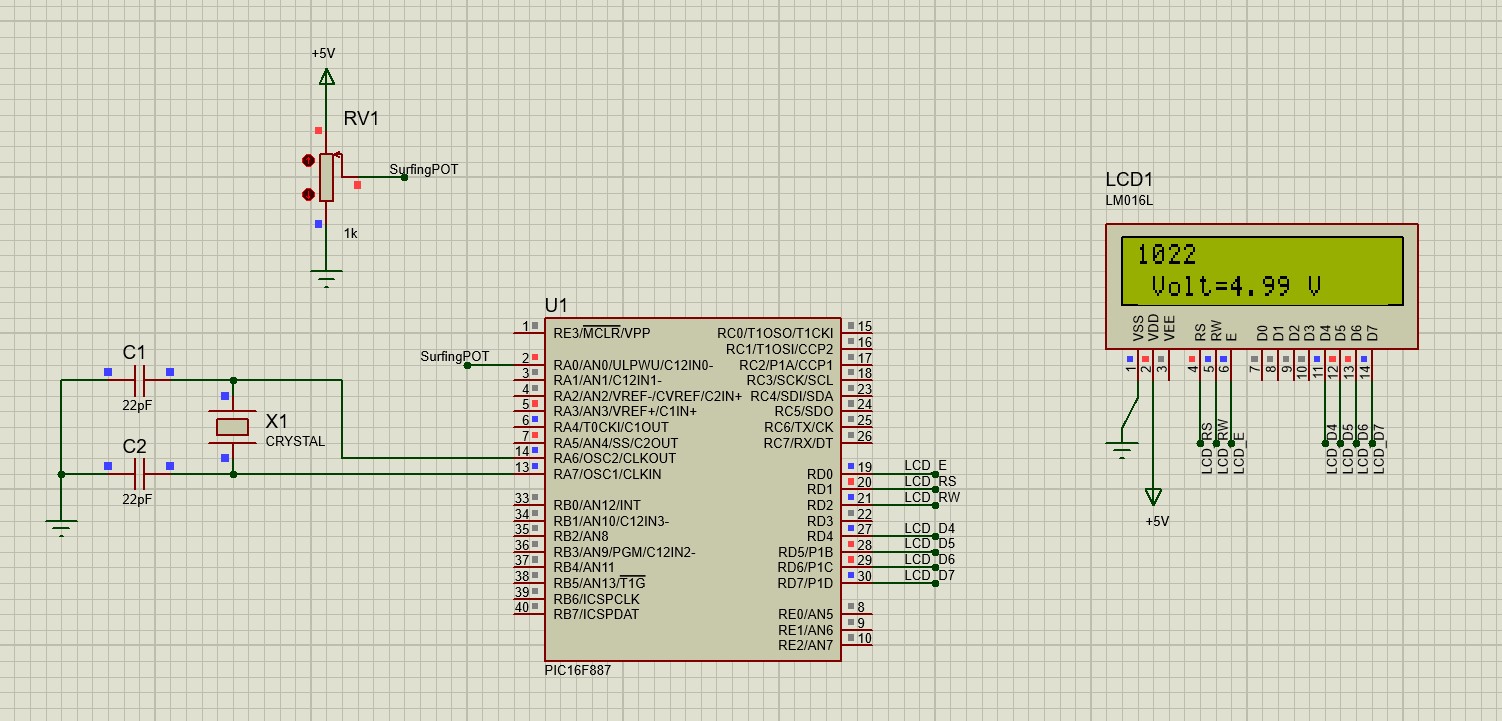 +5V
RV1
SurfingPOT
1k
LCD1
LM016L
1022
Volt=4.99 V
VSS
VDD
VEE
RS
RW
E
D0
D1
D2
D3
D4
D5
D6
D7
1
2
3
4
5
6
7
8
9
10
11
12
13
14
LCD_RS
LCD_RW
LCD_E
LCD_D4
LCD_D5
LCD_D6
LCD_D7
+5V
C1
22pF
C2
22pF
X1
CRYSTAL
SurfingPOT
U1
1 RE3/MCLR/VPP
2 RA0/AN0/ULPWU/C12IN0-
3 RA1/AN1/C12IN1-
4 RA2/AN2/VREF-/CVREF/C2IN+
5 RA3/AN3/VREF+/C1IN+
6 RA4/T0CKI/C1OUT
7 RA5/AN4/SS/C2OUT
14 RA6/OSC2/CLKOUT
13 RA7/OSC1/CLKIN
33 RB0/AN12/INT
34 RB1/AN10/C12IN3-
35 RB2/AN8
36 RB3/AN9/PGM/C12IN2-
37 RB4/AN11
38 RB5/AN13/T1G
39 RB6/ICSPCLK
40 RB7/ICSPDAT
RC0/T1OSO/T1CKI 15
RC1/T1OSI/CCP2 16
RC2/P1A/CCP1 17
RC3/SCK/SCL 18
RC4/SDI/SDA 23
RC5/SDO 24
RC6/TX/CK 25
RC7/RX/DT 26
RD0 19 LCD_E
RD1 20 LCD_RS
RD2 21 LCD_RW
RD3 22
RD4 27 LCD_D4
RD5/P1B 28 LCD_D5
RD6/P1C 29 LCD_D6
RD7/P1D 30 LCD_D7
RE0/AN5 8
RE1/AN6 9
RE2/AN7 10
PIC16F887